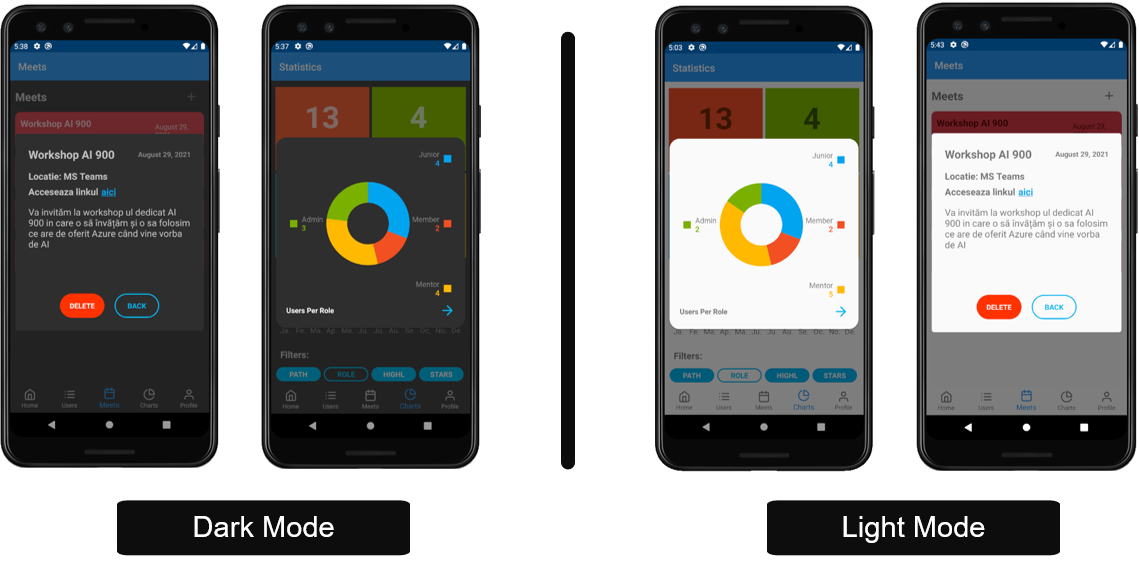 5:38
Meets
Meets +
Workshop AI 900 August 29,
Workshop AI 900 August 29, 2021
Locatie: MS Teams
Acceseaza linkul aici
Va invităm la workshop ul dedicat AI
900 in care o să învățăm și o sa folosim
ce are de oferit Azure când vine vorba
de AI
DELETE BACK
Home Users Meets Charts Profile
5:37
Statistics
13 4
Junior
4
Admin
3
Member
2
Mentor
4
Users Per Role
Ja. Fe. Ma. Ap. Ma. Ju. Ju. Au. Se. Oc. No. De.
Filters:
PATH ROLE HIGHL STARS
Home Users Meets Charts Profile
Dark Mode
5:03
Statistics
13 4
Junior
4
Admin
2
Member
2
Mentor
5
Users Per Role
Ja. Fe. Ma. Ap. Ma. Ju. Ju. Au. Se. Oc. No. De.
Filters:
PATH ROLE HIGHL STARS
Home Users Meets Charts Profile
5:43
Meets
Meets +
Workshop AI 900 August 29,
Workshop AI 900 August 29, 2021
Locatie: MS Teams
Acceseaza linkul aici
Va invităm la workshop ul dedicat AI
900 in care o să învățăm și o sa folosim
ce are de oferit Azure când vine vorba
de AI
DELETE BACK
Home Users Meets Charts Profile
Light Mode